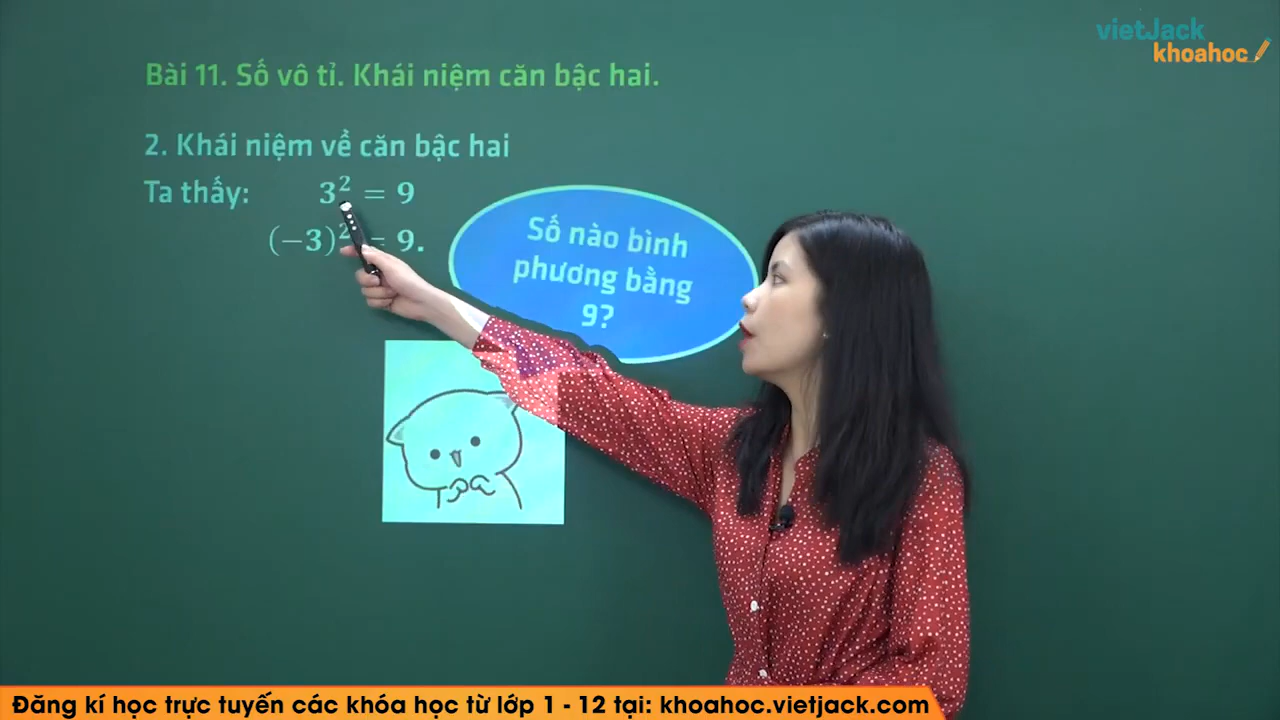 vietJack
khoahoc
Bài 11. Số vô tỉ. Khái niệm căn bậc hai.
2. Khái niệm về căn bậc hai
Ta thấy: 3² = 9
(−3)² = 9.
Số nào bình
phương bằng
9?
Đăng kí học trực tuyến các khóa học từ lớp 1 - 12 tại: khoahoc.vietjack.com